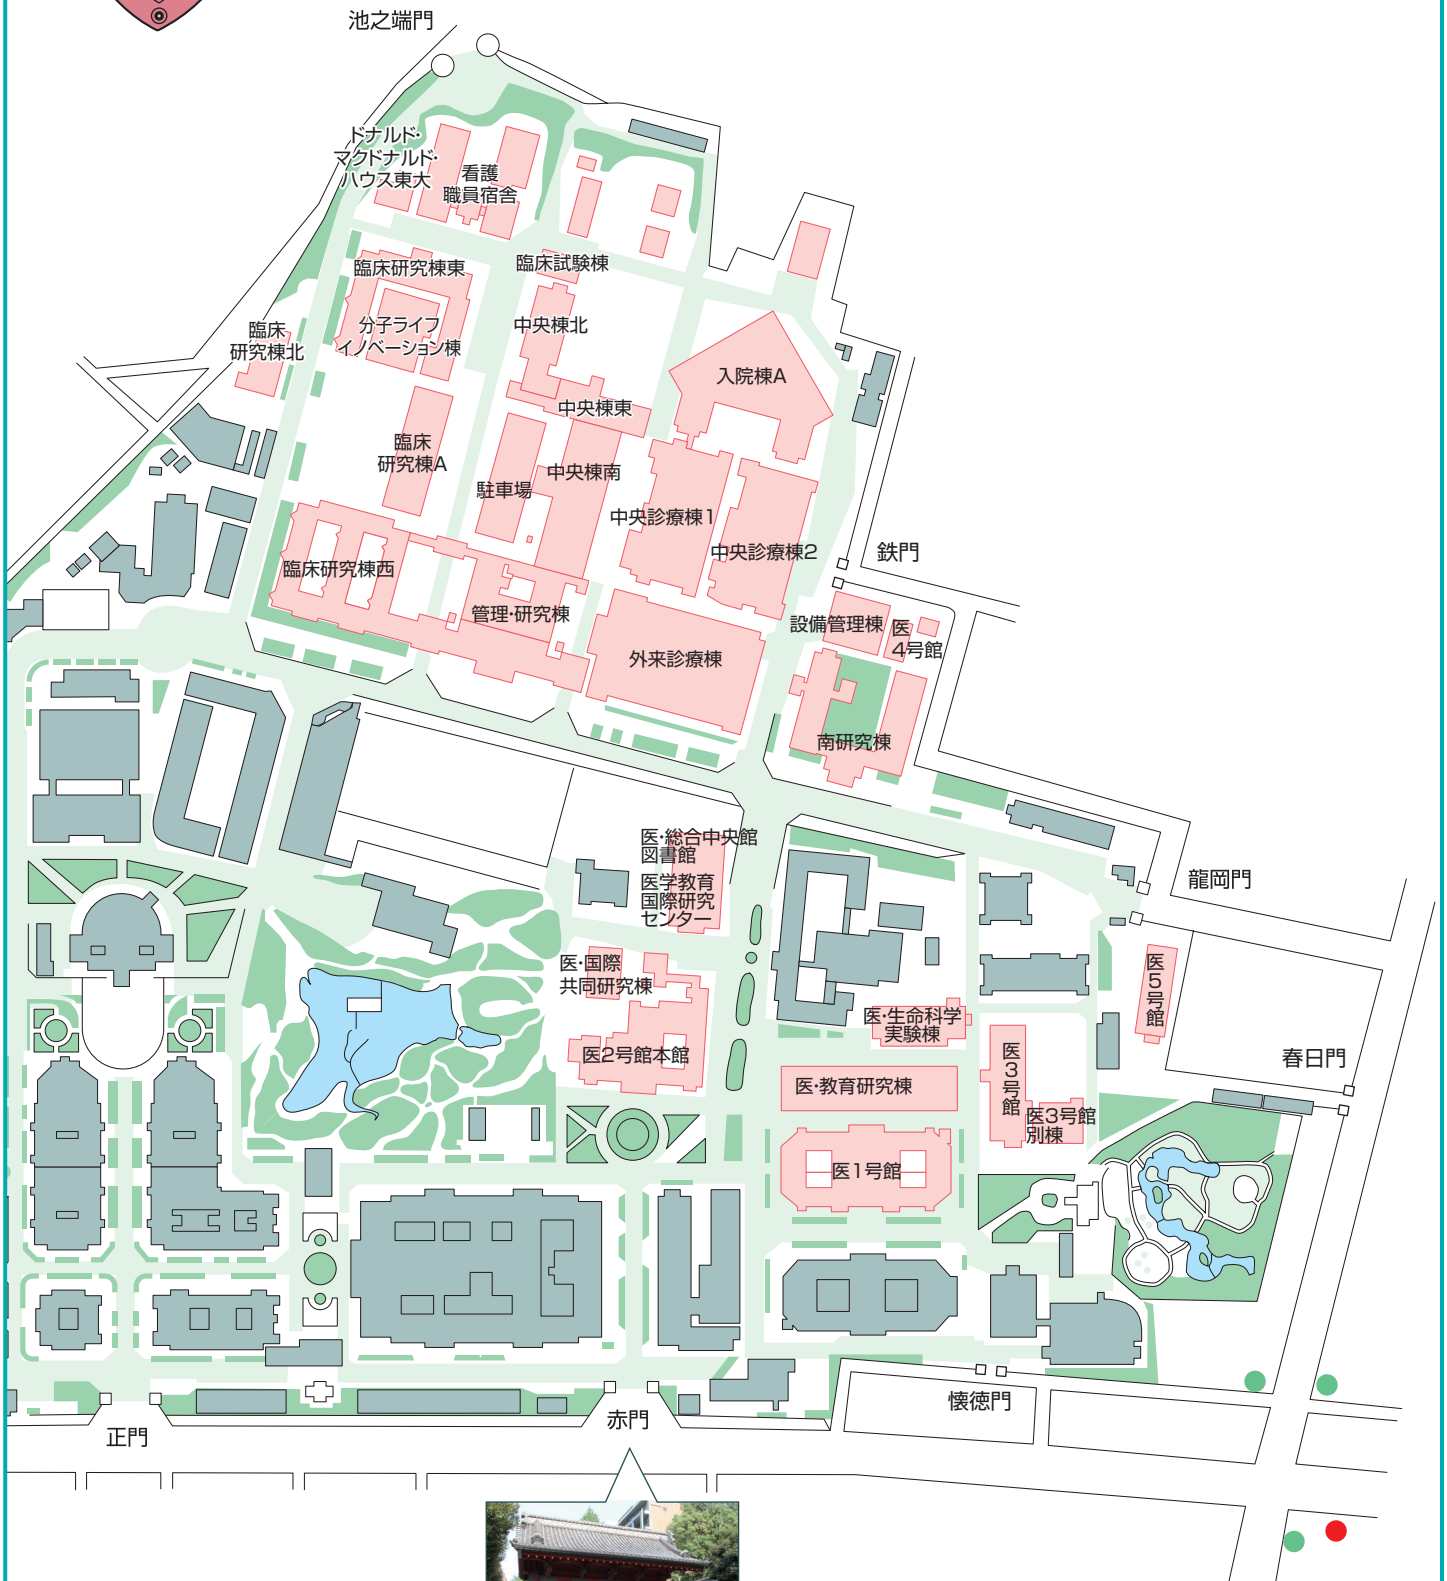 池之端門
ドナルド・
マクドナルド・
ハウス東大
看護
職員宿舎
臨床研究棟東
臨床試験棟
分子ライフ
イノベーション棟
中央棟北
臨床
研究棟北
入院棟A
中央棟東
臨床
研究棟A
中央棟南
駐車場
中央診療棟1
中央診療棟2
鉄門
臨床研究棟西
管理・研究棟
設備管理棟
医
4号館
外来診療棟
南研究棟
医・総合中央館
図書館
医学教育
国際研究
センター
龍岡門
医・国際
共同研究棟
医5号館
医・生命科学
実験棟
医2号館本館
医3号館
春日門
医・教育研究棟
医3号館
別棟
医1号館
懐徳門
赤門
正門